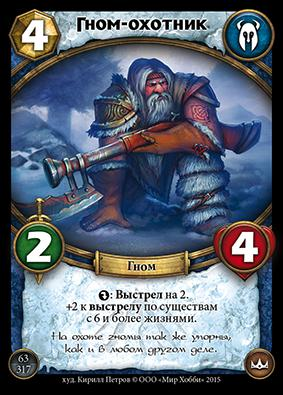 4
Гном-охотник
2
Гном
4
: Выстрел на 2.
+2 к выстрелу по существам
с 6 и более жизнями.
На охоте гномы так же упорны,
как и в любом другом деле.
63
317
худ. Кирилл Петров © ООО «Мир Хобби» 2015